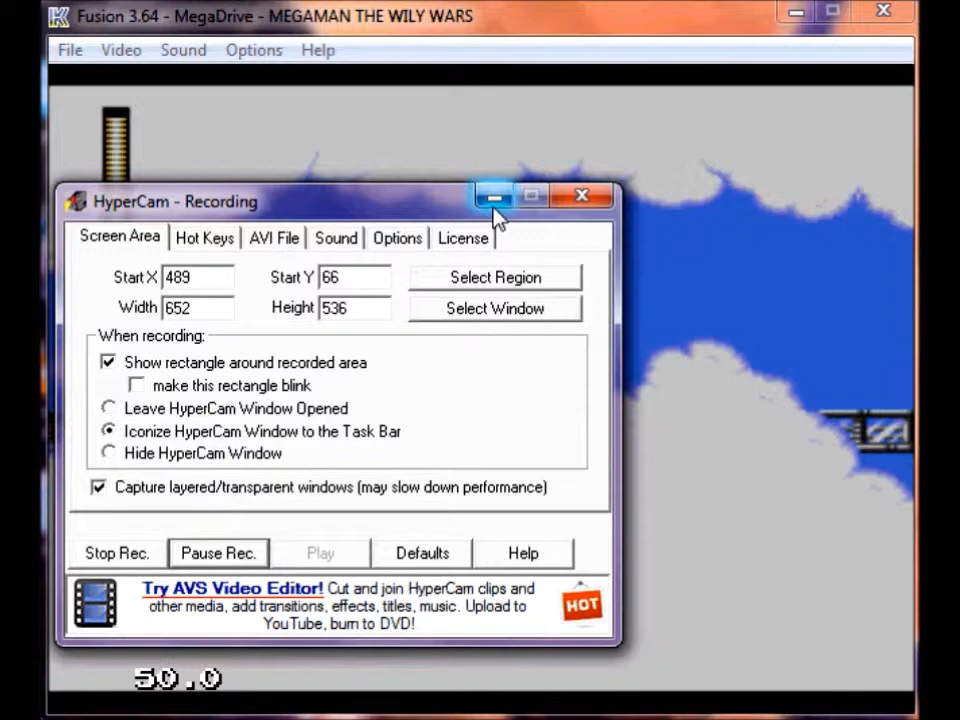 Fusion 3.64 - MegaDrive - MEGAMAN THE WILY WARS
File Video Sound Options Help
HyperCam - Recording
Screen Area Hot Keys AVI File Sound Options License
Start X 489 Start Y 66 Select Region
Width 652 Height 536 Select Window
When recording:
Show rectangle around recorded area
make this rectangle blink
Leave HyperCam Window Opened
Iconize HyperCam Window to the Task Bar
Hide HyperCam Window
Capture layered/transparent windows (may slow down performance)
Stop Rec. Pause Rec. Play Defaults Help
Try AVS Video Editor! Cut and join HyperCam clips and
other media, add transitions, effects, titles, music. Upload to
YouTube, burn to DVD!
HOT
50.0